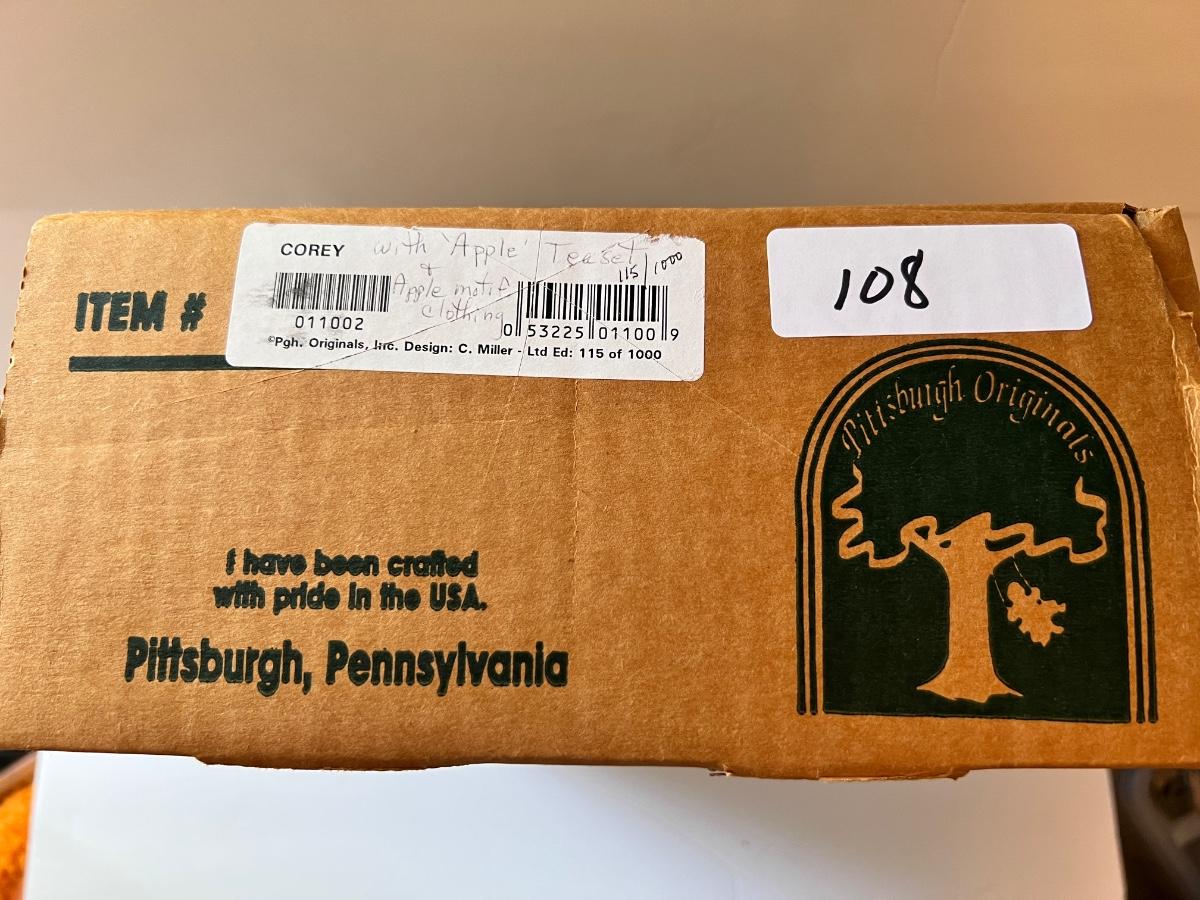 COREY with 'Apple' Teaset
115/1000
+
Apple motif
clothing
011002
0 53225 01100 9
©Pgh. Originals, Inc. Design: C. Miller - Ltd Ed: 115 of 1000
ITEM #
108
Pittsburgh Originals
I have been crafted
with pride in the USA.
Pittsburgh, Pennsylvania